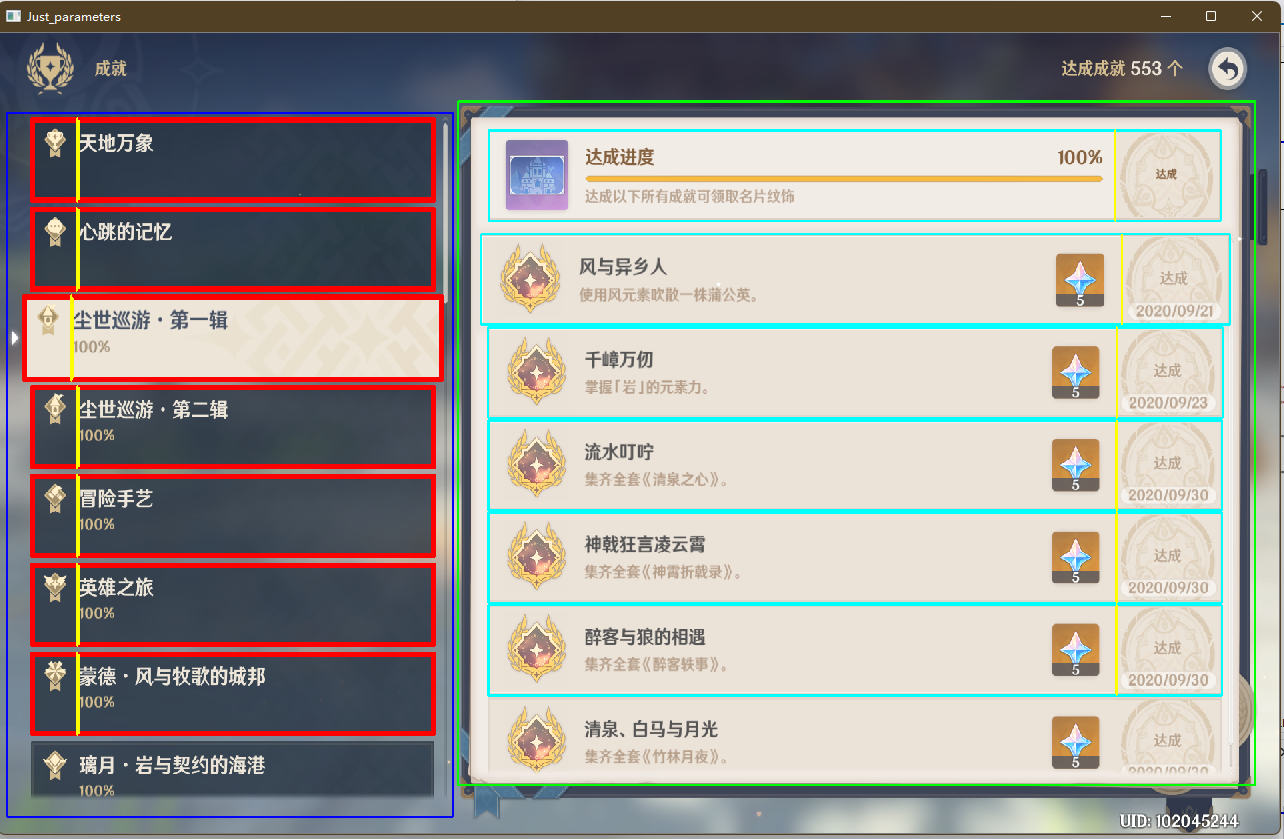 Just_parameters
成就
达成成就 553 个
天地万象
心跳的记忆
尘世巡游·第一辑
100%
尘世巡游·第二辑
100%
冒险手艺
100%
英雄之旅
100%
蒙德·风与牧歌的城邦
100%
璃月·岩与契约的海港
100%
达成进度
100%
达成以下所有成就可领取名片纹饰
达成
风与异乡人
使用风元素吹散一株蒲公英。
5
达成
2020/09/21
千嶂万仞
掌握「岩」的元素力。
5
达成
2020/09/23
流水叮咛
集齐全套《清泉之心》。
5
达成
2020/09/30
神戟狂言凌云霄
集齐全套《神霄折戟录》。
5
达成
2020/09/30
醉客与狼的相遇
集齐全套《醉客轶事》。
5
达成
2020/09/30
清泉、白马与月光
集齐全套《竹林月夜》。
5
达成
2020/09/30
UID: 102045244